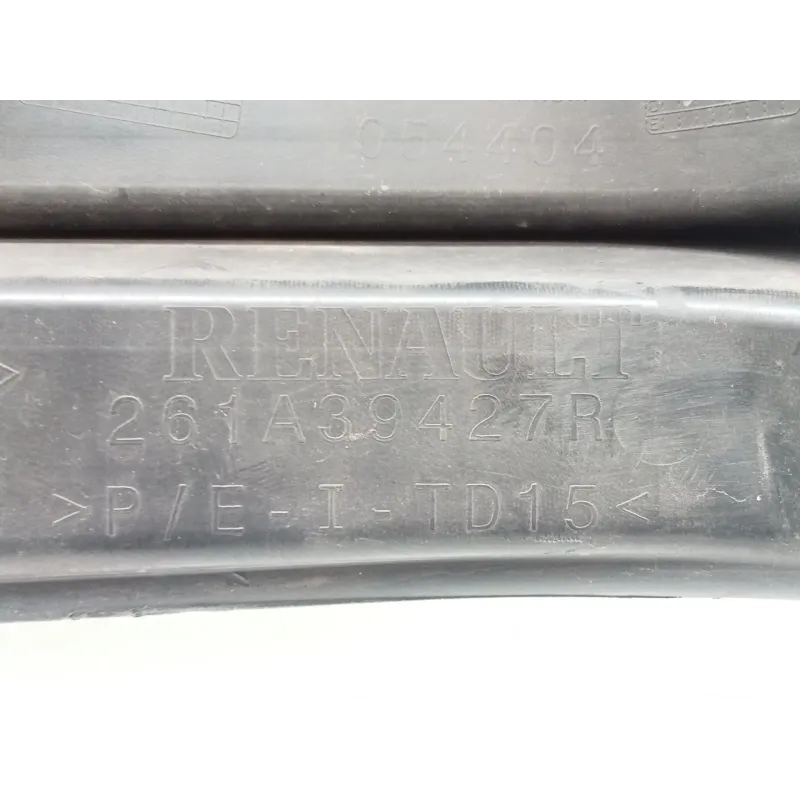 054404
RENAULT
261A39427R
>P/E-I-TD15<